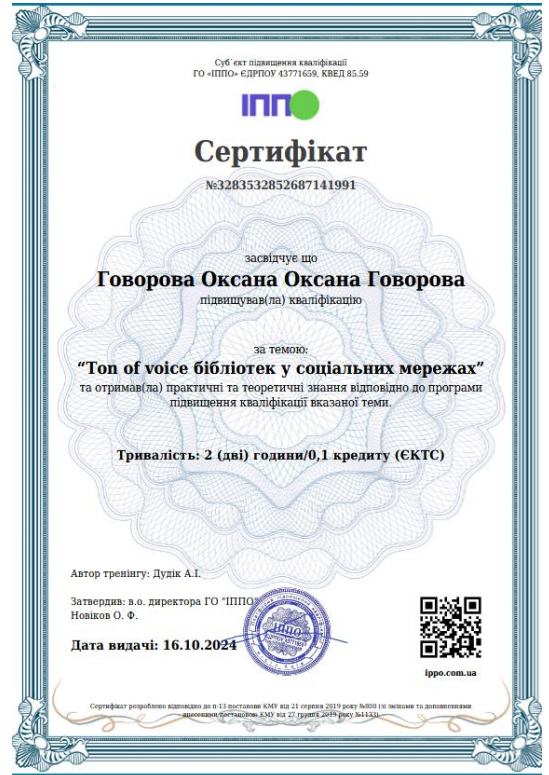 Суб`єкт підвищення кваліфікації
ГО «ІППО» ЄДРПОУ 43771659, КВЕД 85.59
ІППО
Сертифікат
№3283532852687141991
засвідчує що
Говорова Оксана Оксана Говорова
підвищував(ла) кваліфікацію
за темою:
“Ton of voice бібліотек у соціальних мережах”
та отримав(ла) практичні та теоретичні знання відповідно до програми
підвищення кваліфікації вказаної теми.
Тривалість: 2 (дві) години/0,1 кредиту (ЄКТС)
Автор тренінгу: Дудік А.І.
Затвердив: в.о. директора ГО "ІППО"
Новіков О. Ф.
Дата видачі: 16.10.2024
ІППО
ippo.com.ua
Сертифікат розроблено відповідно до п-13 постанови КМУ від 21 серпня 2019 року №800 (зі змінами та доповненнями
внесеними постановою КМУ від 27 грудня 2019 року №1133)